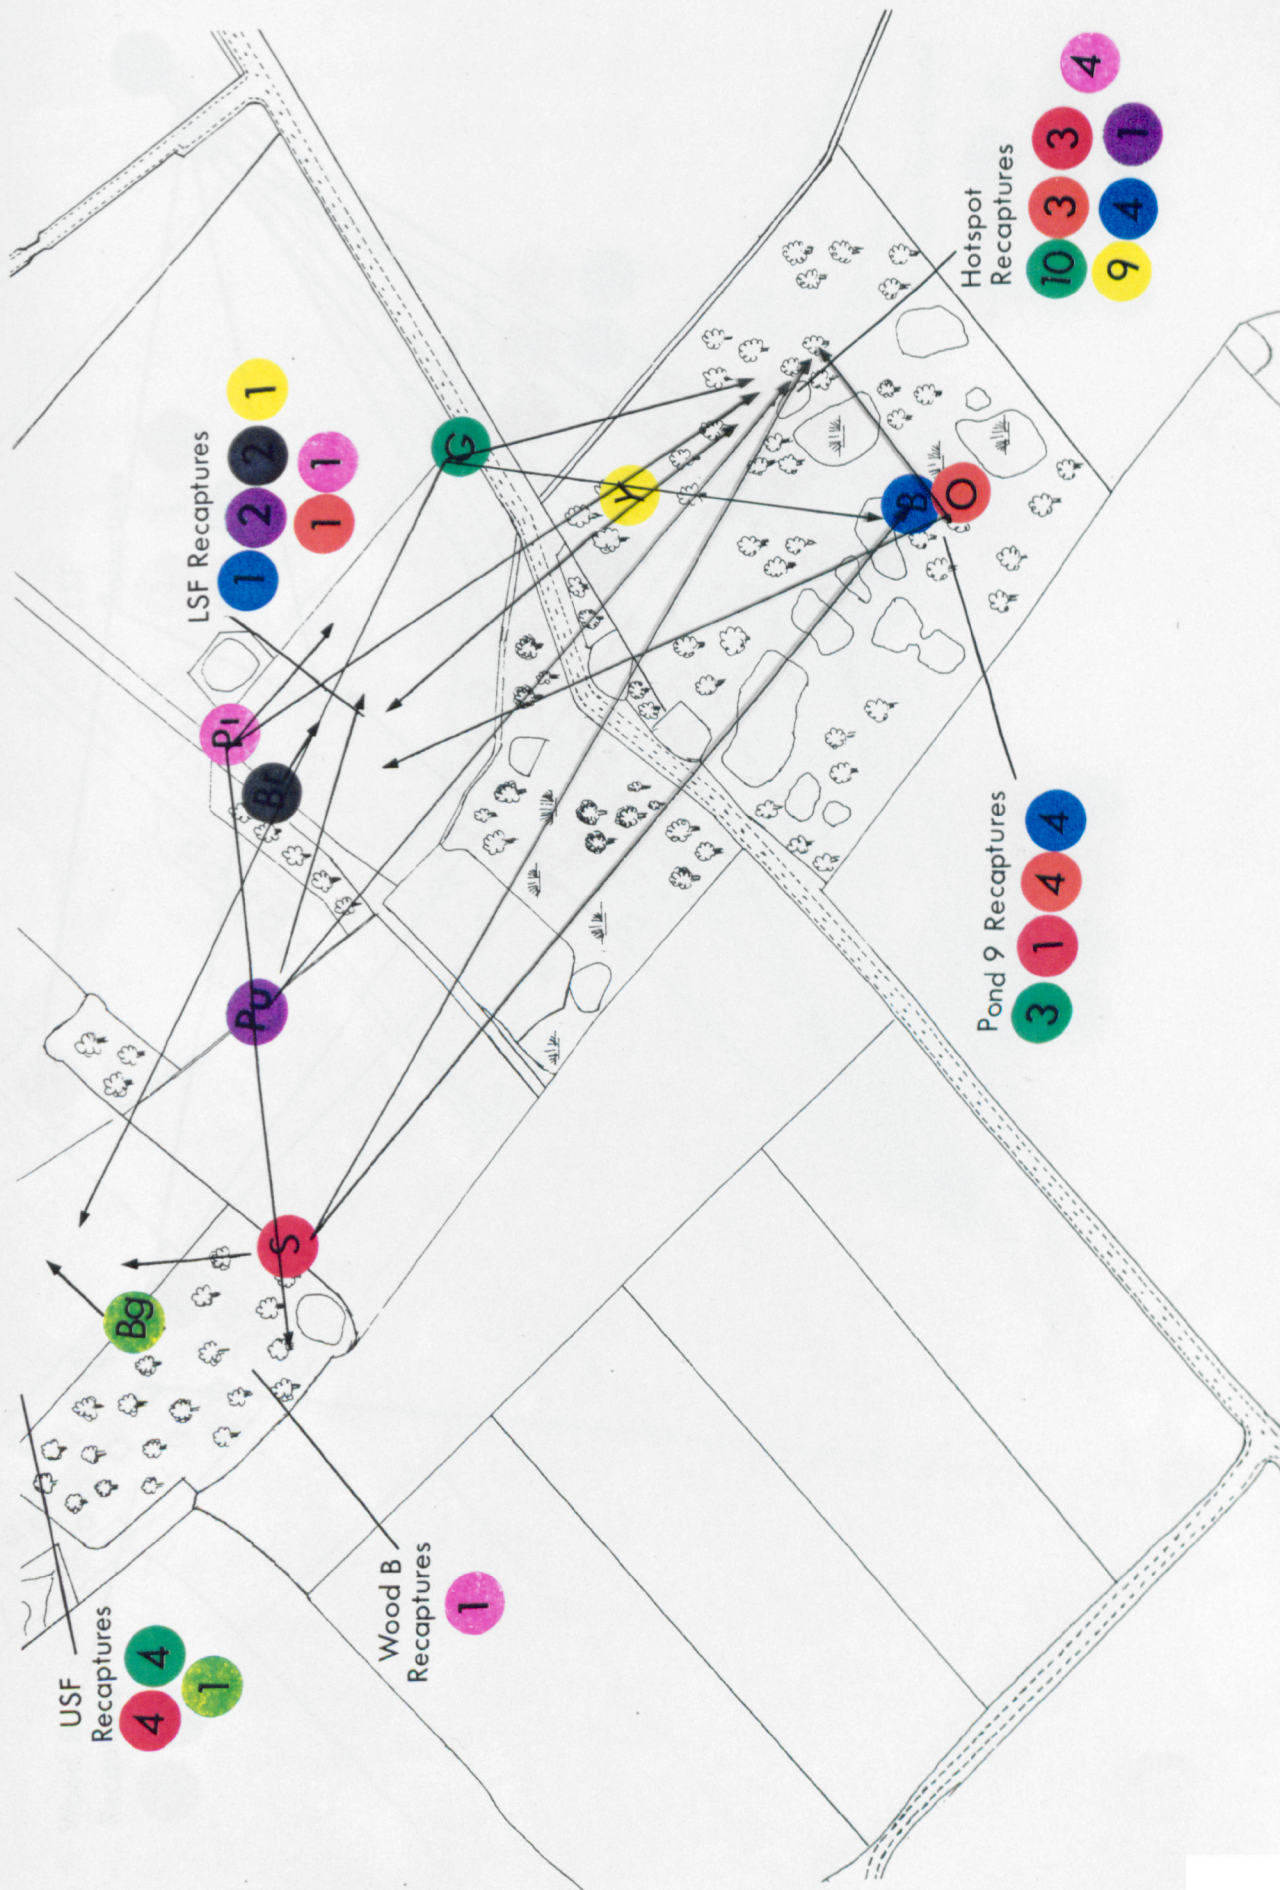 USF
Recaptures
4 4
1
Wood B
Recaptures
1
LSF Recaptures
1 2 2 1
1 1
Pond 9 Recaptures
3 1 4 4
Hotspot
Recaptures
10 3 3 4
9 4 1
Bg
S
Pu
Br
Pi
G
Y
B
O